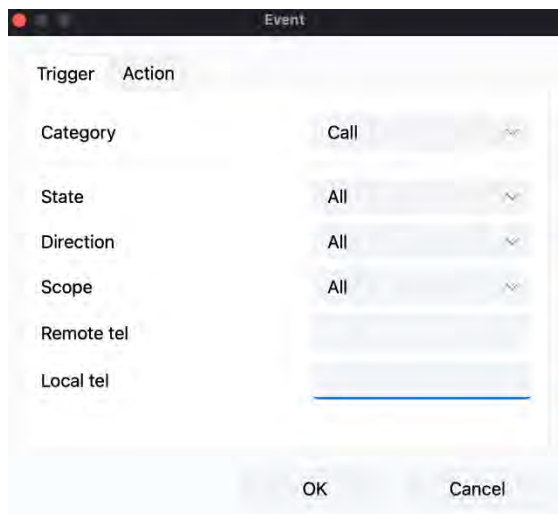 Event
Trigger Action
Category Call
State All
Direction All
Scope All
Remote tel
Local tel
OK Cancel